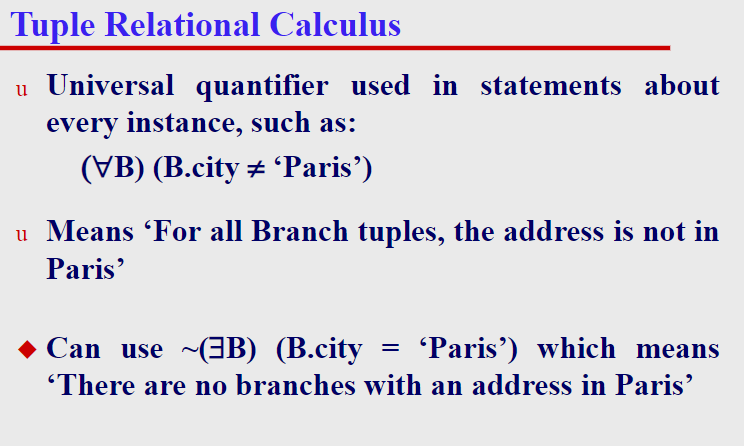 Tuple Relational Calculus
u Universal quantifier used in statements about
every instance, such as:
(∀B) (B.city ≠ ‘Paris’)
u Means ‘For all Branch tuples, the address is not in
Paris’
◆ Can use ~(∃B) (B.city = ‘Paris’) which means
‘There are no branches with an address in Paris’